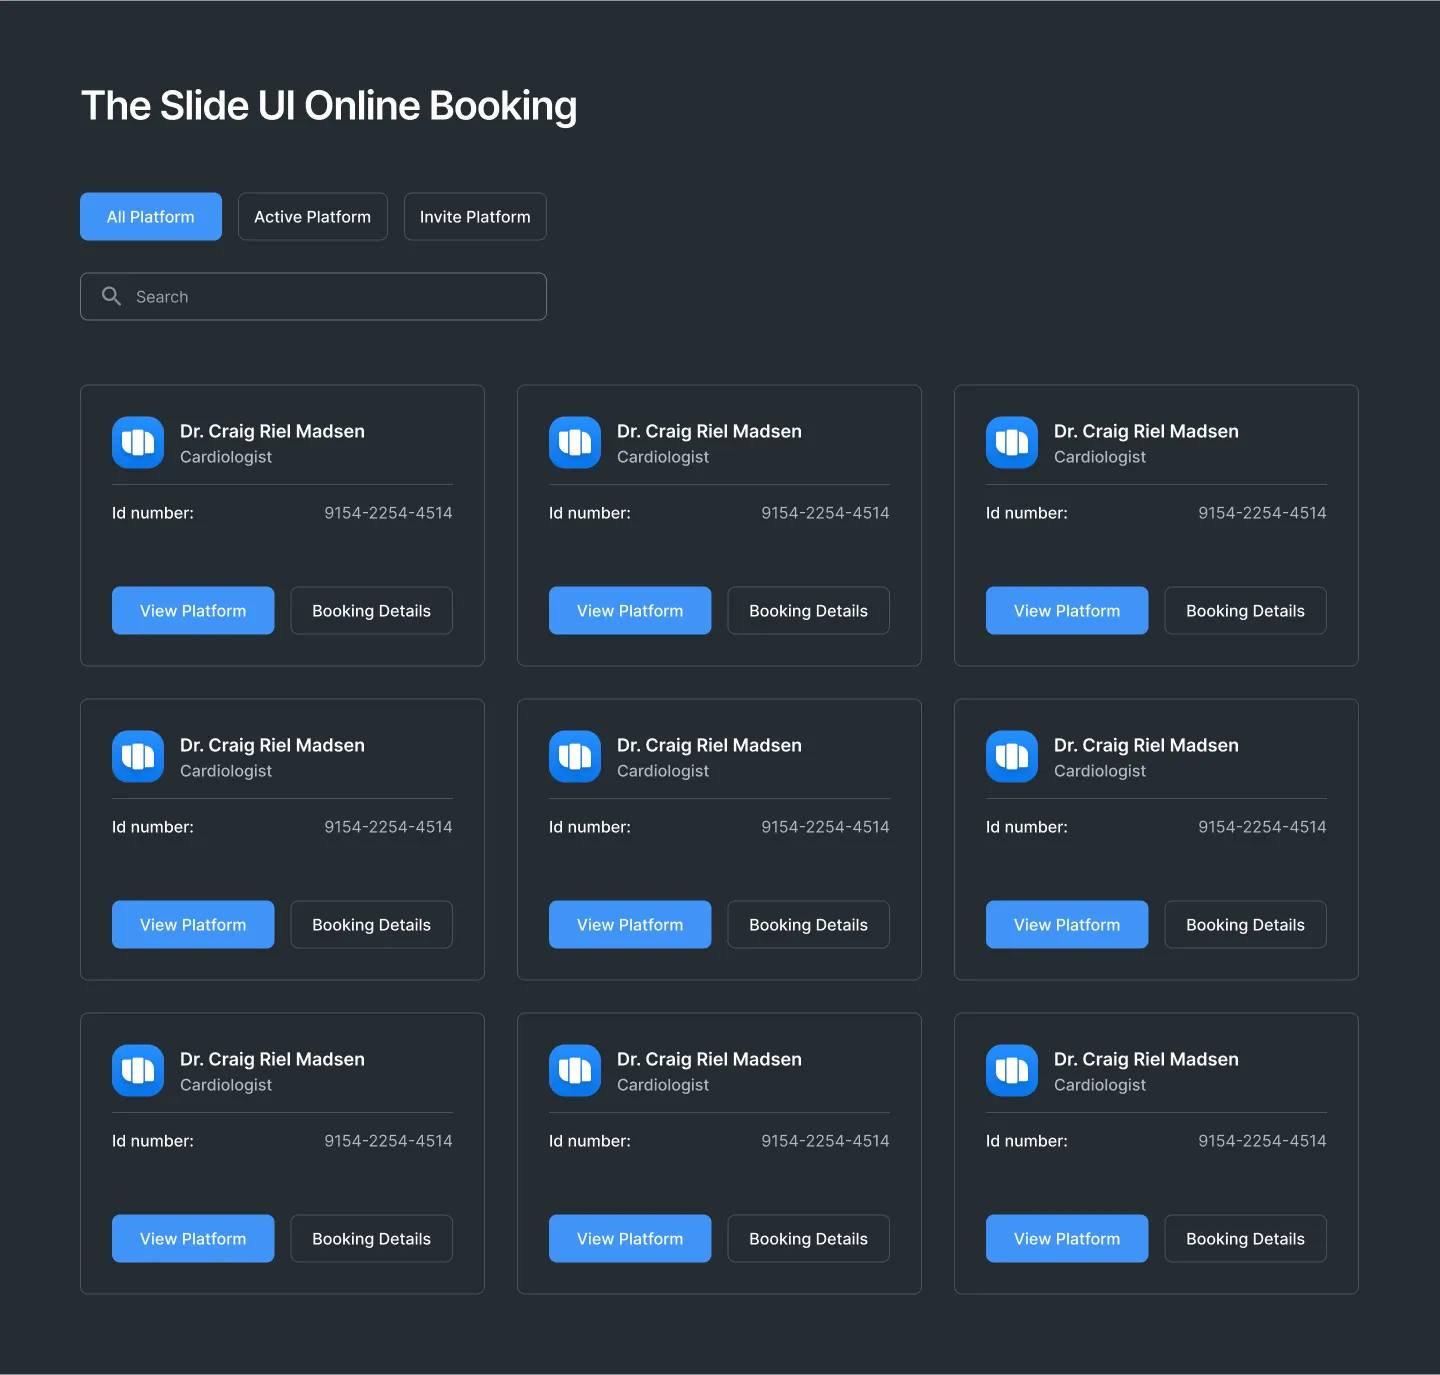 The Slide UI Online Booking
All Platform Active Platform Invite Platform
Search
Dr. Craig Riel Madsen
Cardiologist
Id number: 9154-2254-4514
View Platform Booking Details
Dr. Craig Riel Madsen
Cardiologist
Id number: 9154-2254-4514
View Platform Booking Details
Dr. Craig Riel Madsen
Cardiologist
Id number: 9154-2254-4514
View Platform Booking Details
Dr. Craig Riel Madsen
Cardiologist
Id number: 9154-2254-4514
View Platform Booking Details
Dr. Craig Riel Madsen
Cardiologist
Id number: 9154-2254-4514
View Platform Booking Details
Dr. Craig Riel Madsen
Cardiologist
Id number: 9154-2254-4514
View Platform Booking Details
Dr. Craig Riel Madsen
Cardiologist
Id number: 9154-2254-4514
View Platform Booking Details
Dr. Craig Riel Madsen
Cardiologist
Id number: 9154-2254-4514
View Platform Booking Details
Dr. Craig Riel Madsen
Cardiologist
Id number: 9154-2254-4514
View Platform Booking Details